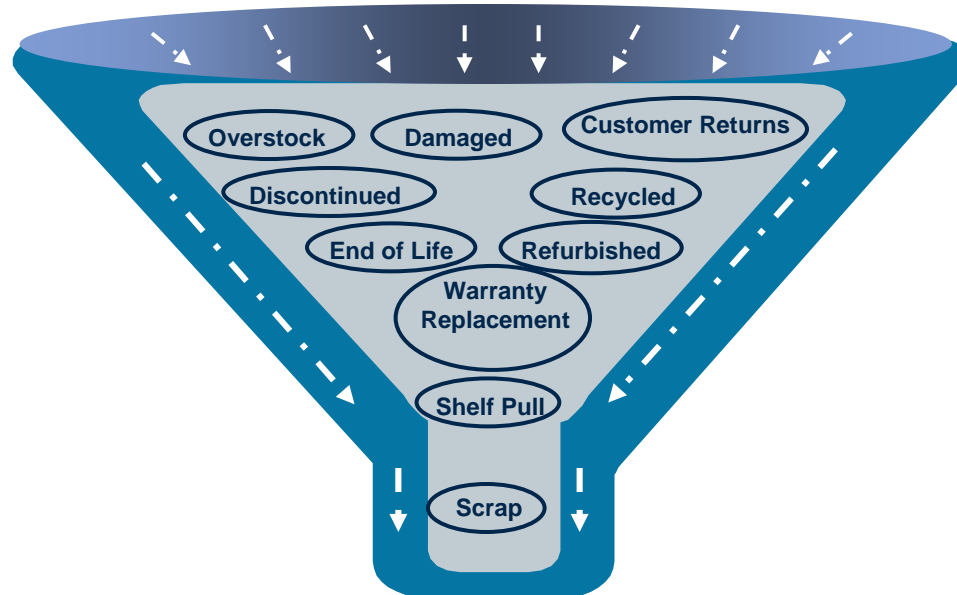 Overstock
Damaged
Customer Returns
Discontinued
Recycled
End of Life
Refurbished
Warranty
Replacement
Shelf Pull
Scrap